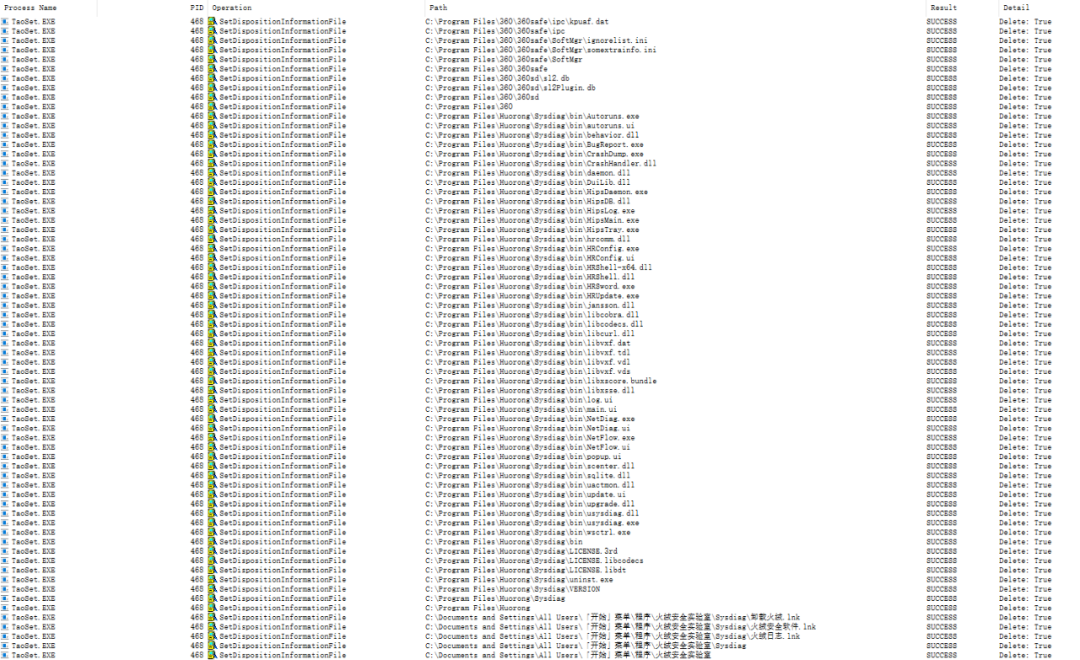 Process Name PID Operation Path Result Detail
TaoSet.EXE 468 SetDispositionInformationFile C:\Program Files\360\360safe\ipc\kpuaf.dat SUCCESS Delete: True
TaoSet.EXE 468 SetDispositionInformationFile C:\Program Files\360\360safe\ipc SUCCESS Delete: True
TaoSet.EXE 468 SetDispositionInformationFile C:\Program Files\360\360safe\SoftMgr\ignorelist.ini SUCCESS Delete: True
TaoSet.EXE 468 SetDispositionInformationFile C:\Program Files\360\360safe\SoftMgr\somextrainfo.ini SUCCESS Delete: True
TaoSet.EXE 468 SetDispositionInformationFile C:\Program Files\360\360safe\SoftMgr SUCCESS Delete: True
TaoSet.EXE 468 SetDispositionInformationFile C:\Program Files\360\360safe SUCCESS Delete: True
TaoSet.EXE 468 SetDispositionInformationFile C:\Program Files\360\360sd\sl2.db SUCCESS Delete: True
TaoSet.EXE 468 SetDispositionInformationFile C:\Program Files\360\360sd\sl2Plugin.db SUCCESS Delete: True
TaoSet.EXE 468 SetDispositionInformationFile C:\Program Files\360\360sd SUCCESS Delete: True
TaoSet.EXE 468 SetDispositionInformationFile C:\Program Files\360 SUCCESS Delete: True
TaoSet.EXE 468 SetDispositionInformationFile C:\Program Files\Huorong\Sysdiag\bin\Autoruns.exe SUCCESS Delete: True
TaoSet.EXE 468 SetDispositionInformationFile C:\Program Files\Huorong\Sysdiag\bin\autoruns.ui SUCCESS Delete: True
TaoSet.EXE 468 SetDispositionInformationFile C:\Program Files\Huorong\Sysdiag\bin\behavior.dll SUCCESS Delete: True
TaoSet.EXE 468 SetDispositionInformationFile C:\Program Files\Huorong\Sysdiag\bin\BugReport.exe SUCCESS Delete: True
TaoSet.EXE 468 SetDispositionInformationFile C:\Program Files\Huorong\Sysdiag\bin\CrashDump.exe SUCCESS Delete: True
TaoSet.EXE 468 SetDispositionInformationFile C:\Program Files\Huorong\Sysdiag\bin\CrashHandler.dll SUCCESS Delete: True
TaoSet.EXE 468 SetDispositionInformationFile C:\Program Files\Huorong\Sysdiag\bin\daemon.dll SUCCESS Delete: True
TaoSet.EXE 468 SetDispositionInformationFile C:\Program Files\Huorong\Sysdiag\bin\DuiLib.dll SUCCESS Delete: True
TaoSet.EXE 468 SetDispositionInformationFile C:\Program Files\Huorong\Sysdiag\bin\HipsDaemon.exe SUCCESS Delete: True
TaoSet.EXE 468 SetDispositionInformationFile C:\Program Files\Huorong\Sysdiag\bin\HipsDB.dll SUCCESS Delete: True
TaoSet.EXE 468 SetDispositionInformationFile C:\Program Files\Huorong\Sysdiag\bin\HipsLog.exe SUCCESS Delete: True
TaoSet.EXE 468 SetDispositionInformationFile C:\Program Files\Huorong\Sysdiag\bin\HipsMain.exe SUCCESS Delete: True
TaoSet.EXE 468 SetDispositionInformationFile C:\Program Files\Huorong\Sysdiag\bin\HipsTray.exe SUCCESS Delete: True
TaoSet.EXE 468 SetDispositionInformationFile C:\Program Files\Huorong\Sysdiag\bin\hrcomm.dll SUCCESS Delete: True
TaoSet.EXE 468 SetDispositionInformationFile C:\Program Files\Huorong\Sysdiag\bin\HRConfig.exe SUCCESS Delete: True
TaoSet.EXE 468 SetDispositionInformationFile C:\Program Files\Huorong\Sysdiag\bin\HRConfig.ui SUCCESS Delete: True
TaoSet.EXE 468 SetDispositionInformationFile C:\Program Files\Huorong\Sysdiag\bin\HRShell-x64.dll SUCCESS Delete: True
TaoSet.EXE 468 SetDispositionInformationFile C:\Program Files\Huorong\Sysdiag\bin\HRShell.dll SUCCESS Delete: True
TaoSet.EXE 468 SetDispositionInformationFile C:\Program Files\Huorong\Sysdiag\bin\HRSword.exe SUCCESS Delete: True
TaoSet.EXE 468 SetDispositionInformationFile C:\Program Files\Huorong\Sysdiag\bin\HRUpdate.exe SUCCESS Delete: True
TaoSet.EXE 468 SetDispositionInformationFile C:\Program Files\Huorong\Sysdiag\bin\jansson.dll SUCCESS Delete: True
TaoSet.EXE 468 SetDispositionInformationFile C:\Program Files\Huorong\Sysdiag\bin\libcobra.dll SUCCESS Delete: True
TaoSet.EXE 468 SetDispositionInformationFile C:\Program Files\Huorong\Sysdiag\bin\libcodecs.dll SUCCESS Delete: True
TaoSet.EXE 468 SetDispositionInformationFile C:\Program Files\Huorong\Sysdiag\bin\libcurl.dll SUCCESS Delete: True
TaoSet.EXE 468 SetDispositionInformationFile C:\Program Files\Huorong\Sysdiag\bin\libvxf.dat SUCCESS Delete: True
TaoSet.EXE 468 SetDispositionInformationFile C:\Program Files\Huorong\Sysdiag\bin\libvxf.tdl SUCCESS Delete: True
TaoSet.EXE 468 SetDispositionInformationFile C:\Program Files\Huorong\Sysdiag\bin\libvxf.vdl SUCCESS Delete: True
TaoSet.EXE 468 SetDispositionInformationFile C:\Program Files\Huorong\Sysdiag\bin\libvxf.vds SUCCESS Delete: True
TaoSet.EXE 468 SetDispositionInformationFile C:\Program Files\Huorong\Sysdiag\bin\libxscore.bundle SUCCESS Delete: True
TaoSet.EXE 468 SetDispositionInformationFile C:\Program Files\Huorong\Sysdiag\bin\libxsse.dll SUCCESS Delete: True
TaoSet.EXE 468 SetDispositionInformationFile C:\Program Files\Huorong\Sysdiag\bin\log.ui SUCCESS Delete: True
TaoSet.EXE 468 SetDispositionInformationFile C:\Program Files\Huorong\Sysdiag\bin\main.ui SUCCESS Delete: True
TaoSet.EXE 468 SetDispositionInformationFile C:\Program Files\Huorong\Sysdiag\bin\NetDiag.exe SUCCESS Delete: True
TaoSet.EXE 468 SetDispositionInformationFile C:\Program Files\Huorong\Sysdiag\bin\NetDiag.ui SUCCESS Delete: True
TaoSet.EXE 468 SetDispositionInformationFile C:\Program Files\Huorong\Sysdiag\bin\NetFlow.exe SUCCESS Delete: True
TaoSet.EXE 468 SetDispositionInformationFile C:\Program Files\Huorong\Sysdiag\bin\NetFlow.ui SUCCESS Delete: True
TaoSet.EXE 468 SetDispositionInformationFile C:\Program Files\Huorong\Sysdiag\bin\popup.ui SUCCESS Delete: True
TaoSet.EXE 468 SetDispositionInformationFile C:\Program Files\Huorong\Sysdiag\bin\scenter.dll SUCCESS Delete: True
TaoSet.EXE 468 SetDispositionInformationFile C:\Program Files\Huorong\Sysdiag\bin\sqlite.dll SUCCESS Delete: True
TaoSet.EXE 468 SetDispositionInformationFile C:\Program Files\Huorong\Sysdiag\bin\uactmon.dll SUCCESS Delete: True
TaoSet.EXE 468 SetDispositionInformationFile C:\Program Files\Huorong\Sysdiag\bin\update.ui SUCCESS Delete: True
TaoSet.EXE 468 SetDispositionInformationFile C:\Program Files\Huorong\Sysdiag\bin\upgrade.dll SUCCESS Delete: True
TaoSet.EXE 468 SetDispositionInformationFile C:\Program Files\Huorong\Sysdiag\bin\usysdiag.dll SUCCESS Delete: True
TaoSet.EXE 468 SetDispositionInformationFile C:\Program Files\Huorong\Sysdiag\bin\usysdiag.exe SUCCESS Delete: True
TaoSet.EXE 468 SetDispositionInformationFile C:\Program Files\Huorong\Sysdiag\bin\wsctrl.exe SUCCESS Delete: True
TaoSet.EXE 468 SetDispositionInformationFile C:\Program Files\Huorong\Sysdiag\bin SUCCESS Delete: True
TaoSet.EXE 468 SetDispositionInformationFile C:\Program Files\Huorong\Sysdiag\LICENSE.3rd SUCCESS Delete: True
TaoSet.EXE 468 SetDispositionInformationFile C:\Program Files\Huorong\Sysdiag\LICENSE.libcodecs SUCCESS Delete: True
TaoSet.EXE 468 SetDispositionInformationFile C:\Program Files\Huorong\Sysdiag\LICENSE.libdt SUCCESS Delete: True
TaoSet.EXE 468 SetDispositionInformationFile C:\Program Files\Huorong\Sysdiag\uninst.exe SUCCESS Delete: True
TaoSet.EXE 468 SetDispositionInformationFile C:\Program Files\Huorong\Sysdiag\VERSION SUCCESS Delete: True
TaoSet.EXE 468 SetDispositionInformationFile C:\Program Files\Huorong\Sysdiag SUCCESS Delete: True
TaoSet.EXE 468 SetDispositionInformationFile C:\Program Files\Huorong SUCCESS Delete: True
TaoSet.EXE 468 SetDispositionInformationFile C:\Documents and Settings\All Users\「开始」菜单\程序\火绒安全实验室\Sysdiag\卸载火绒.lnk SUCCESS Delete: True
TaoSet.EXE 468 SetDispositionInformationFile C:\Documents and Settings\All Users\「开始」菜单\程序\火绒安全实验室\Sysdiag\火绒安全软件.lnk SUCCESS Delete: True
TaoSet.EXE 468 SetDispositionInformationFile C:\Documents and Settings\All Users\「开始」菜单\程序\火绒安全实验室\Sysdiag\火绒日志.lnk SUCCESS Delete: True
TaoSet.EXE 468 SetDispositionInformationFile C:\Documents and Settings\All Users\「开始」菜单\程序\火绒安全实验室\Sysdiag SUCCESS Delete: True
TaoSet.EXE 468 SetDispositionInformationFile C:\Documents and Settings\All Users\「开始」菜单\程序\火绒安全实验室 SUCCESS Delete: True